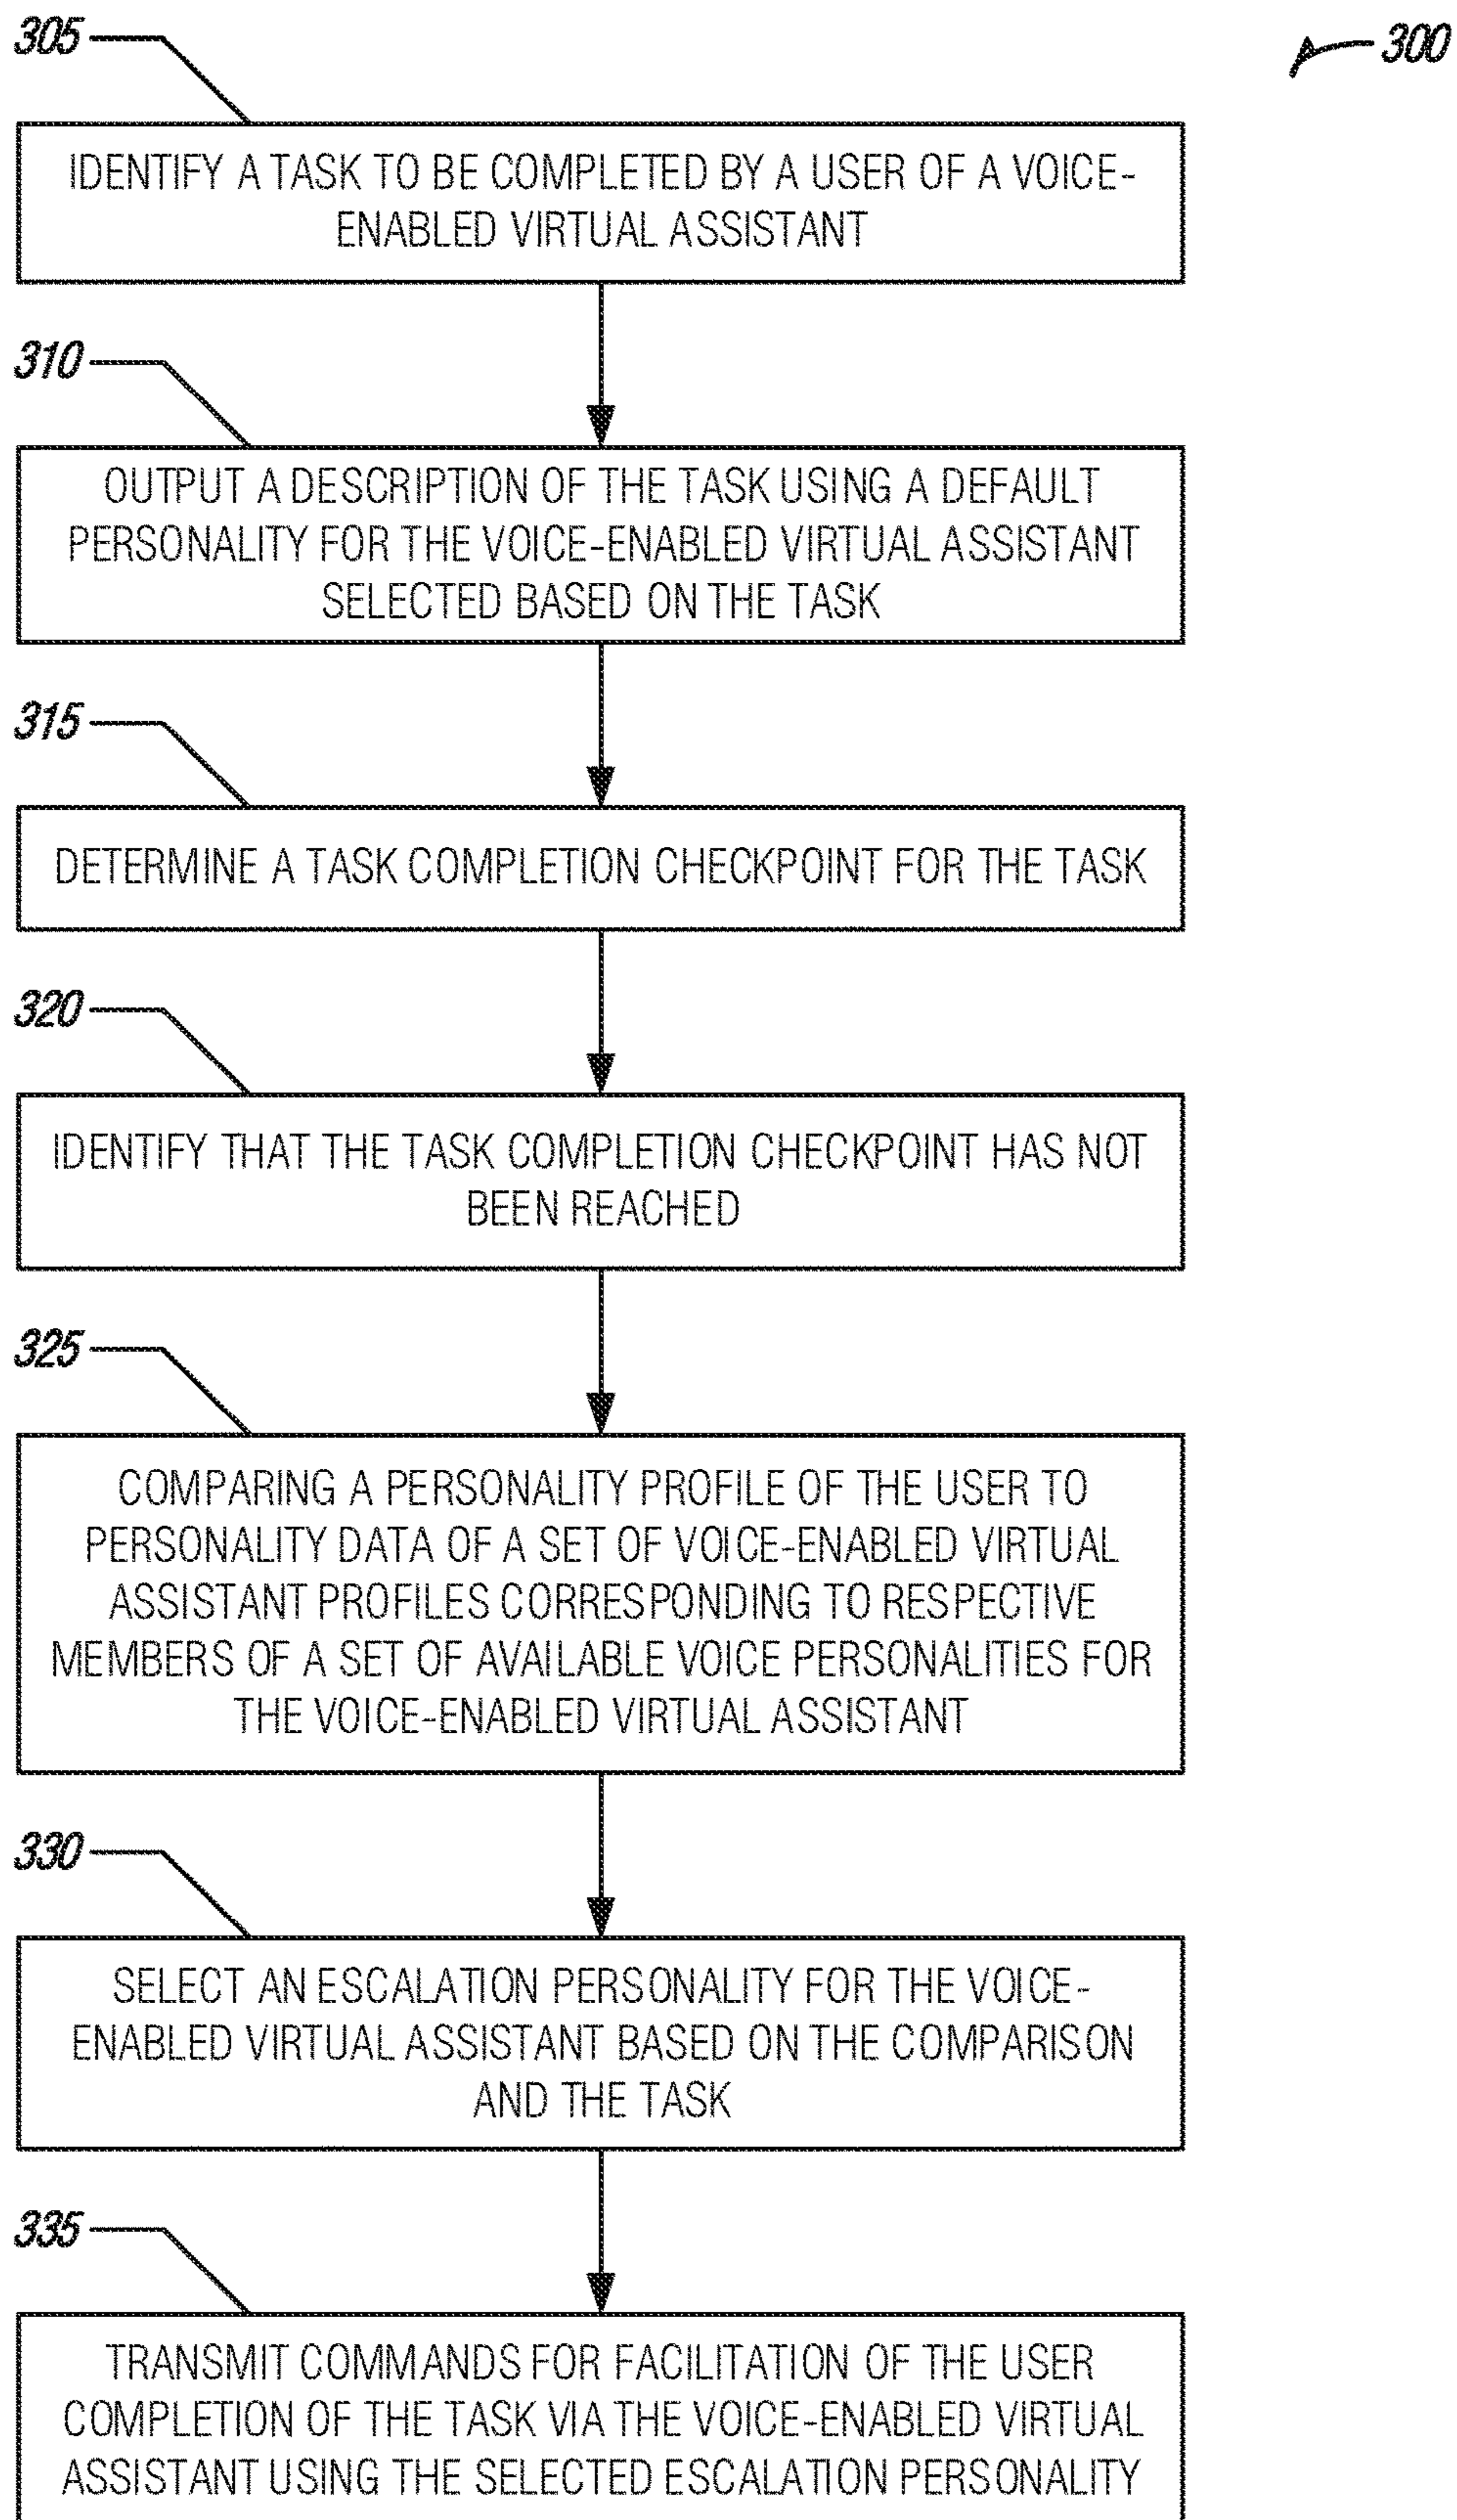 305
300
IDENTIFY A TASK TO BE COMPLETED BY A USER OF A VOICE-
ENABLED VIRTUAL ASSISTANT
310
OUTPUT A DESCRIPTION OF THE TASK USING A DEFAULT
PERSONALITY FOR THE VOICE-ENABLED VIRTUAL ASSISTANT
SELECTED BASED ON THE TASK
315
DETERMINE A TASK COMPLETION CHECKPOINT FOR THE TASK
320
IDENTIFY THAT THE TASK COMPLETION CHECKPOINT HAS NOT
BEEN REACHED
325
COMPARING A PERSONALITY PROFILE OF THE USER TO
PERSONALITY DATA OF A SET OF VOICE-ENABLED VIRTUAL
ASSISTANT PROFILES CORRESPONDING TO RESPECTIVE
MEMBERS OF A SET OF AVAILABLE VOICE PERSONALITIES FOR
THE VOICE-ENABLED VIRTUAL ASSISTANT
330
SELECT AN ESCALATION PERSONALITY FOR THE VOICE-
ENABLED VIRTUAL ASSISTANT BASED ON THE COMPARISON
AND THE TASK
335
TRANSMIT COMMANDS FOR FACILITATION OF THE USER
COMPLETION OF THE TASK VIA THE VOICE-ENABLED VIRTUAL
ASSISTANT USING THE SELECTED ESCALATION PERSONALITY